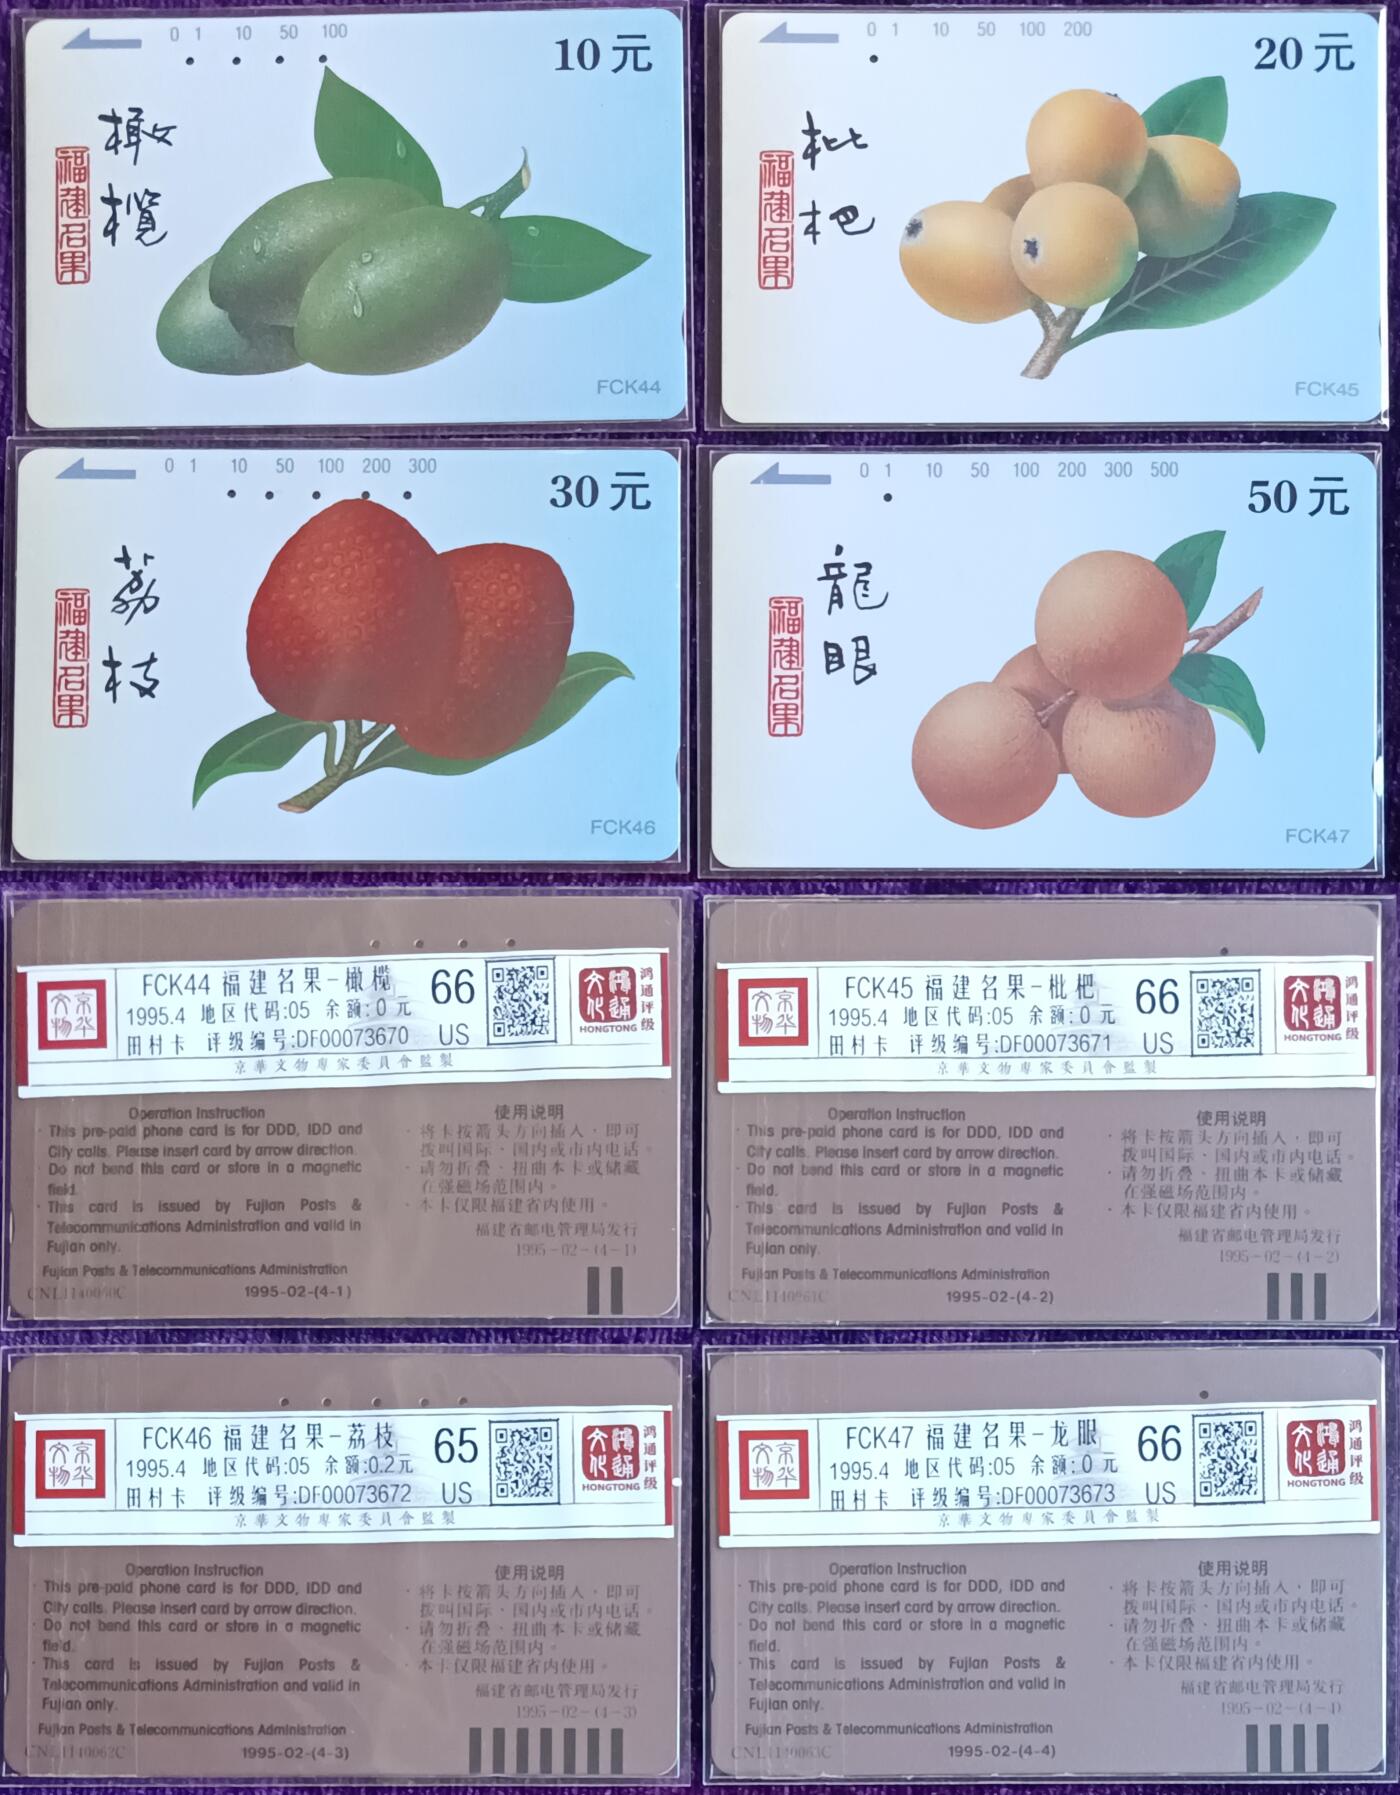 0 1 10 50 100
10元
橄
榄
福建名果
FCK44
0 1 10 50 100 200
20元
枇
杷
福建名果
FCK45
0 1 10 50 100 200 300
30元
荔
枝
福建名果
FCK46
0 1 10 50 100 200 300 500
50元
龍
眼
福建名果
FCK47
京华文物
FCK44 福建名果-橄榄
1995.4 地区代码:05 余额:0元
田村卡 评级编号:DF00073670
66
US
鸿通文化
HONGTONG
鸿通评级
京華文物專家委員會監製
Operation Instruction
· This pre-paid phone card is for DDD, IDD and
City calls. Please insert card by arrow direction.
· Do not bend this card or store in a magnetic
field.
· This card is issued by Fujian Posts &
Telecommunications Administration and valid in
Fujian only.
Fujian Posts & Telecommunications Administration
1995-02-(4-1)
使用说明
· 将卡按箭头方向插入，即可
拨叫国际、国内或市内电话。
· 请勿折叠、扭曲本卡或储藏
在强磁场范围内。
· 本卡仅限福建省内使用。
福建省邮电管理局发行
1995-02-(4-1)
京华文物
FCK45 福建名果-枇杷
1995.4 地区代码:05 余额:0元
田村卡 评级编号:DF00073671
66
US
鸿通文化
HONGTONG
鸿通评级
京華文物專家委員會監製
Operation Instruction
· This pre-paid phone card is for DDD, IDD and
City calls. Please insert card by arrow direction.
· Do not bend this card or store in a magnetic
field.
· This card is issued by Fujian Posts &
Telecommunications Administration and valid in
Fujian only.
Fujian Posts & Telecommunications Administration
1995-02-(4-2)
使用说明
· 将卡按箭头方向插入，即可
拨叫国际、国内或市内电话。
· 请勿折叠、扭曲本卡或储藏
在强磁场范围内。
· 本卡仅限福建省内使用。
福建省邮电管理局发行
1995-02-(4-2)
京华文物
FCK46 福建名果-荔枝
1995.4 地区代码:05 余额:0.2元
田村卡 评级编号:DF00073672
65
US
鸿通文化
HONGTONG
鸿通评级
京華文物專家委員會監製
Operation Instruction
· This pre-paid phone card is for DDD, IDD and
City calls. Please insert card by arrow direction.
· Do not bend this card or store in a magnetic
field.
· This card is issued by Fujian Posts &
Telecommunications Administration and valid in
Fujian only.
Fujian Posts & Telecommunications Administration
CNL1140062C
1995-02-(4-3)
使用说明
· 将卡按箭头方向插入，即可
拨叫国际、国内或市内电话。
· 请勿折叠、扭曲本卡或储藏
在强磁场范围内。
· 本卡仅限福建省内使用。
福建省邮电管理局发行
1995-02-(4-3)
京华文物
FCK47 福建名果-龙眼
1995.4 地区代码:05 余额:0元
田村卡 评级编号:DF00073673
66
US
鸿通文化
HONGTONG
鸿通评级
京華文物專家委員會監製
Operation Instruction
· This pre-paid phone card is for DDD, IDD and
City calls. Please insert card by arrow direction.
· Do not bend this card or store in a magnetic
field.
· This card is issued by Fujian Posts &
Telecommunications Administration and valid in
Fujian only.
Fujian Posts & Telecommunications Administration
1995-02-(4-4)
使用说明
· 将卡按箭头方向插入，即可
拨叫国际、国内或市内电话。
· 请勿折叠、扭曲本卡或储藏
在强磁场范围内。
· 本卡仅限福建省内使用。
福建省邮电管理局发行
1995-02-(4-4)